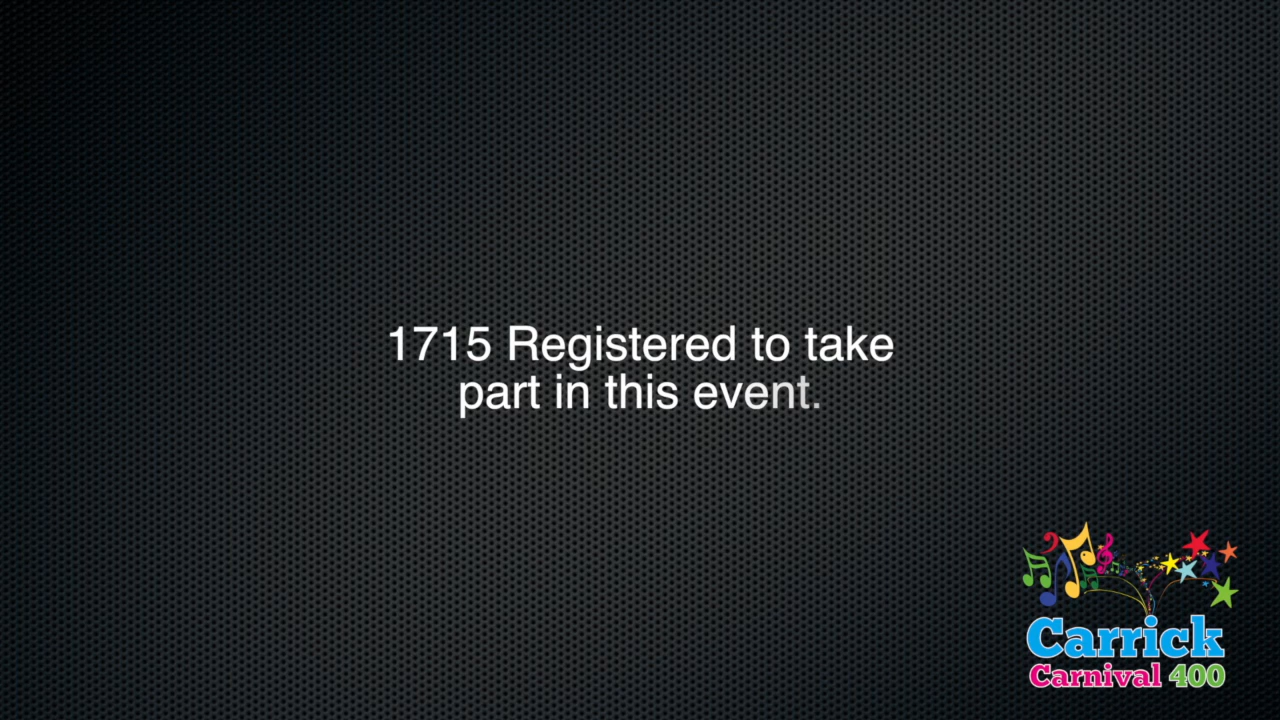 1715 Registered to take
part in this event.
Carrick
Carnival 400